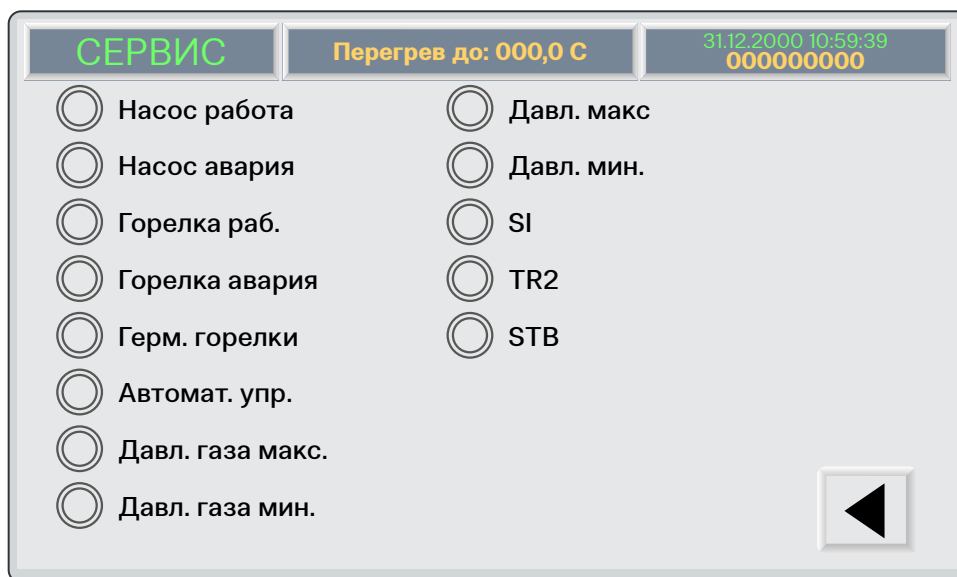 СЕРВИС
Перегрев до: 000,0 С
31.12.2000 10:59:39
000000000
Насос работа
Насос авария
Горелка раб.
Горелка авария
Герм. горелки
Автомат. упр.
Давл. газа макс.
Давл. газа мин.
Давл. макс
Давл. мин.
SI
TR2
STB